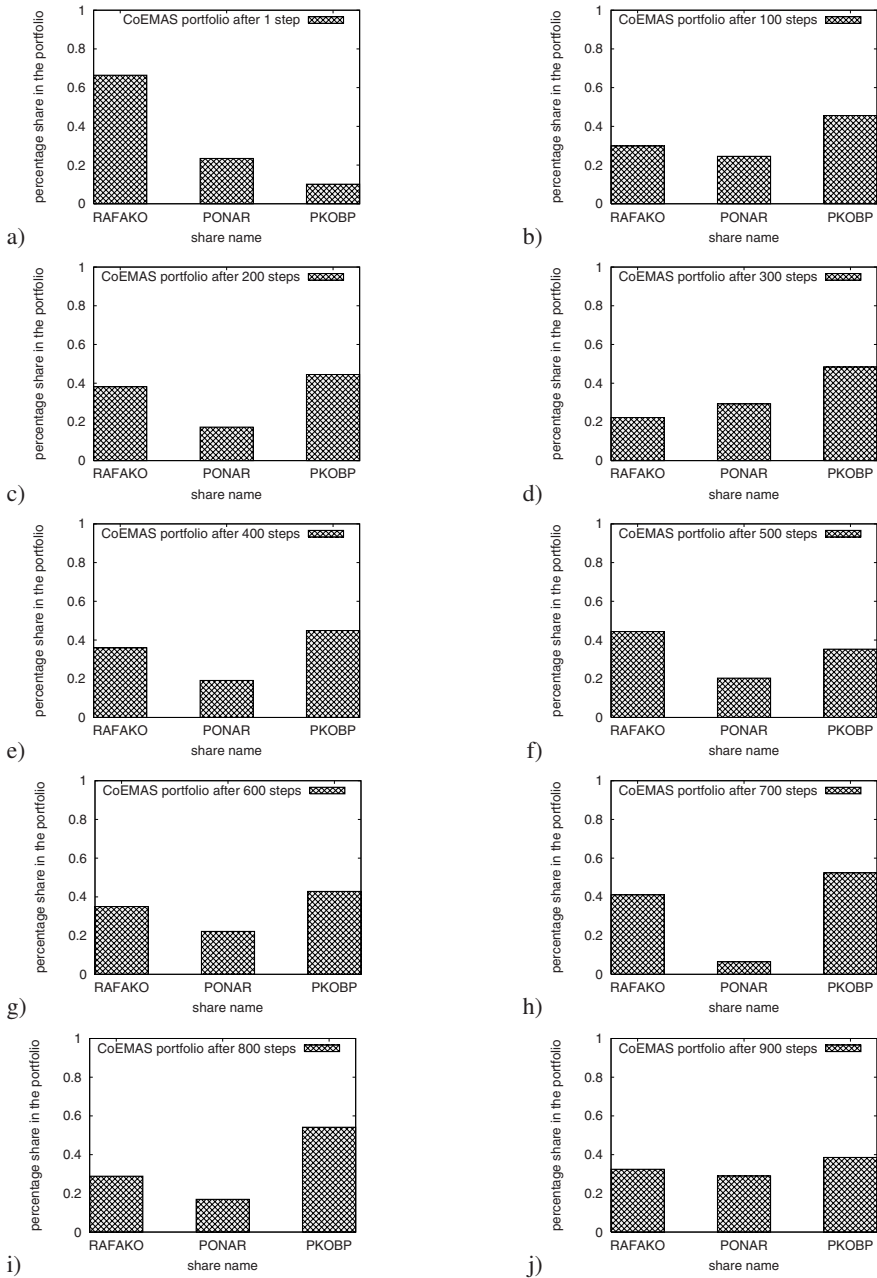 CoEMAS portfolio after 1 step
percentage share in the portfolio
1
0.8
0.6
0.4
0.2
0
RAFAKO PONAR PKOBP
share name
a)
CoEMAS portfolio after 100 steps
percentage share in the portfolio
1
0.8
0.6
0.4
0.2
0
RAFAKO PONAR PKOBP
share name
b)
CoEMAS portfolio after 200 steps
percentage share in the portfolio
1
0.8
0.6
0.4
0.2
0
RAFAKO PONAR PKOBP
share name
c)
CoEMAS portfolio after 300 steps
percentage share in the portfolio
1
0.8
0.6
0.4
0.2
0
RAFAKO PONAR PKOBP
share name
d)
CoEMAS portfolio after 400 steps
percentage share in the portfolio
1
0.8
0.6
0.4
0.2
0
RAFAKO PONAR PKOBP
share name
e)
CoEMAS portfolio after 500 steps
percentage share in the portfolio
1
0.8
0.6
0.4
0.2
0
RAFAKO PONAR PKOBP
share name
f)
CoEMAS portfolio after 600 steps
percentage share in the portfolio
1
0.8
0.6
0.4
0.2
0
RAFAKO PONAR PKOBP
share name
g)
CoEMAS portfolio after 700 steps
percentage share in the portfolio
1
0.8
0.6
0.4
0.2
0
RAFAKO PONAR PKOBP
share name
h)
CoEMAS portfolio after 800 steps
percentage share in the portfolio
1
0.8
0.6
0.4
0.2
0
RAFAKO PONAR PKOBP
share name
i)
CoEMAS portfolio after 900 steps
percentage share in the portfolio
1
0.8
0.6
0.4
0.2
0
RAFAKO PONAR PKOBP
share name
j)